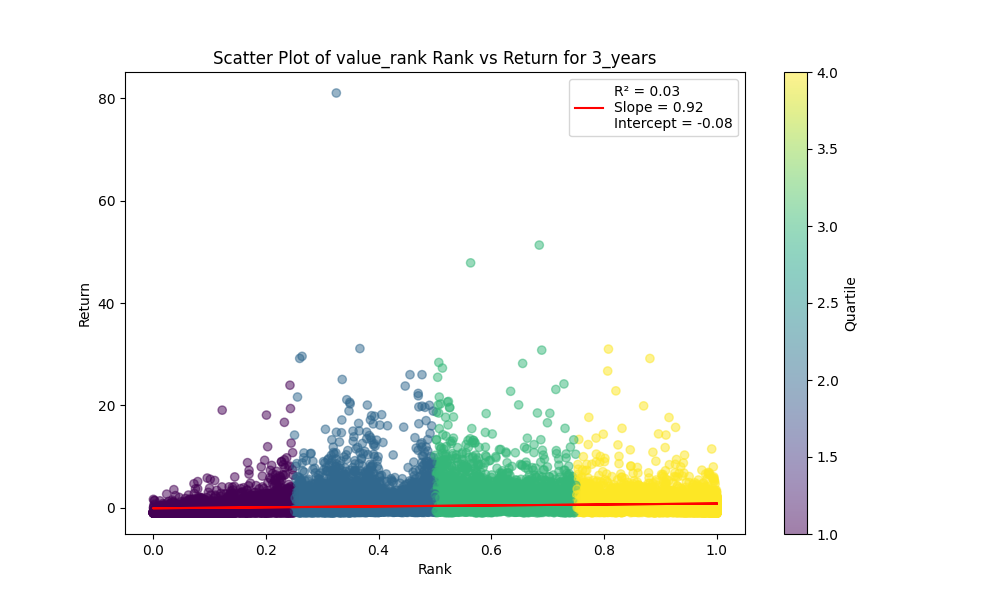 Scatter Plot of value_rank Rank vs Return for 3_years
R² = 0.03
Slope = 0.92
Intercept = -0.08
Return
80
60
40
20
0
0.0
0.2
0.4
0.6
0.8
1.0
Rank
4.0
3.5
3.0
2.5
2.0
1.5
1.0
Quartile